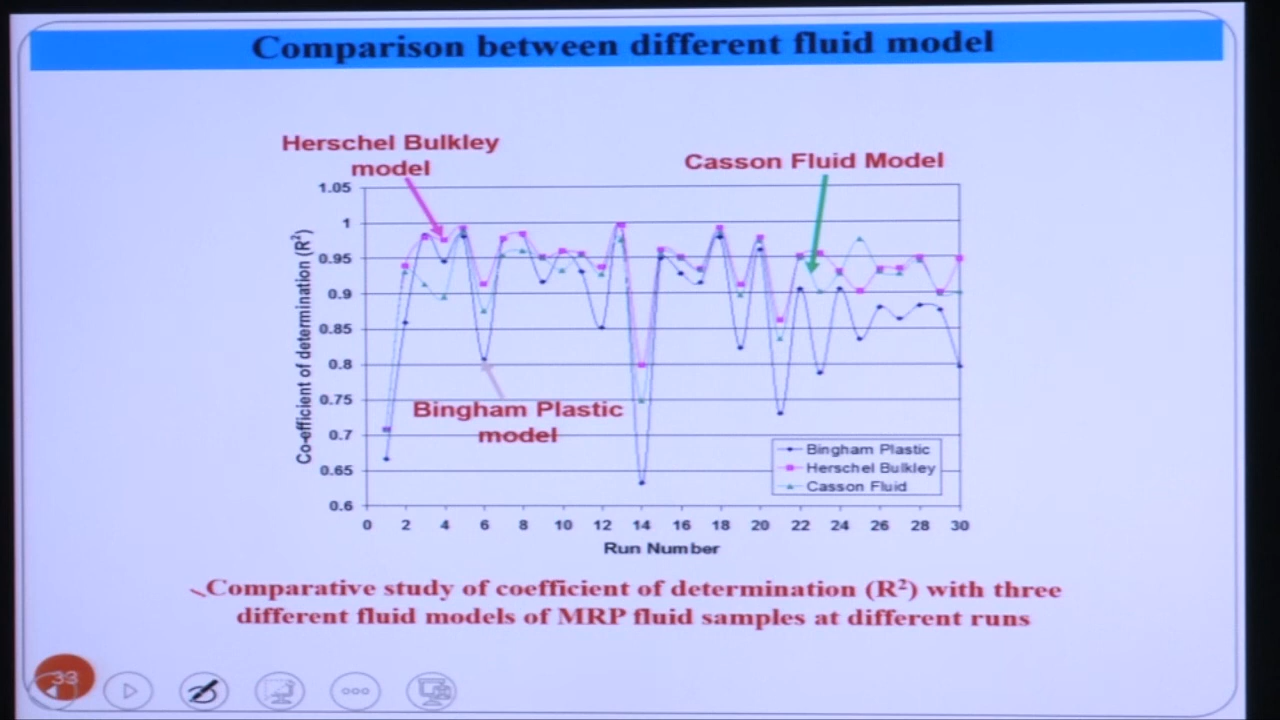 Comparison between different fluid model
Herschel Bulkley
model
Casson Fluid Model
1.05
1
0.95
0.9
0.85
0.8
0.75
0.7
0.65
0.6
Co-efficient of determination (R²)
Bingham Plastic
model
Bingham Plastic
Herschel Bulkley
Casson Fluid
0 2 4 6 8 10 12 14 16 18 20 22 24 26 28 30
Run Number
Comparative study of coefficient of determination (R²) with three
different fluid models of MRP fluid samples at different runs
33